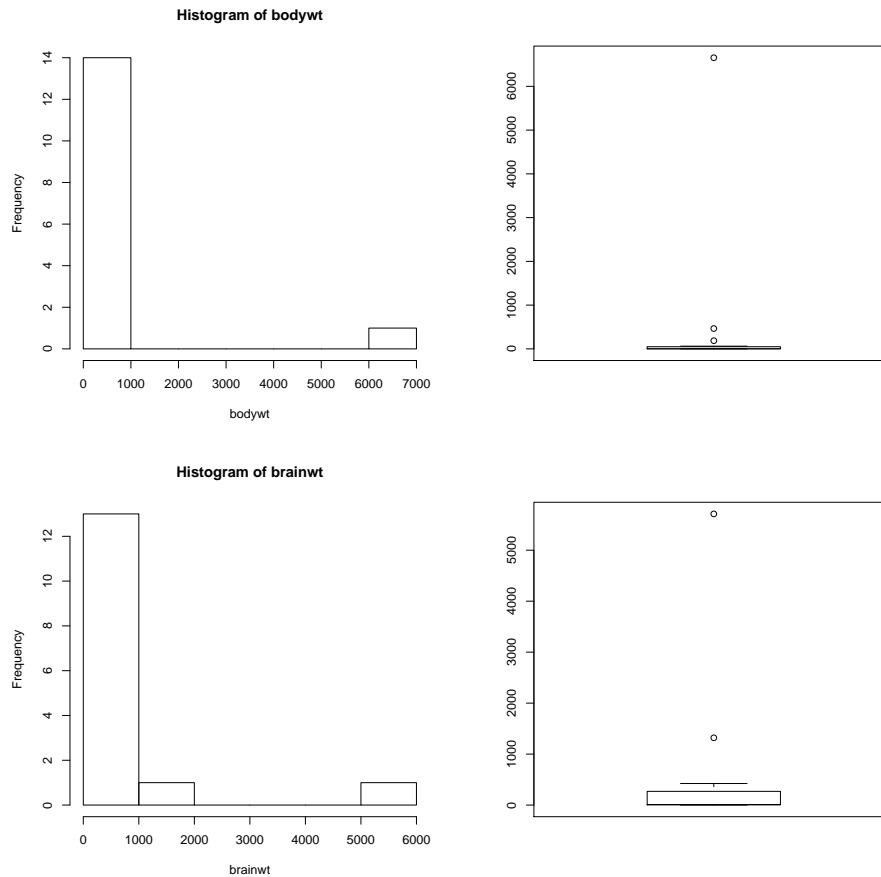 Histogram of bodywt
Frequency
0 2 4 6 8 10 12 14
0 1000 2000 3000 4000 5000 6000 7000
bodywt
0 1000 2000 3000 4000 5000 6000
Histogram of brainwt
Frequency
0 2 4 6 8 10 12
0 1000 2000 3000 4000 5000 6000
brainwt
0 1000 2000 3000 4000 5000